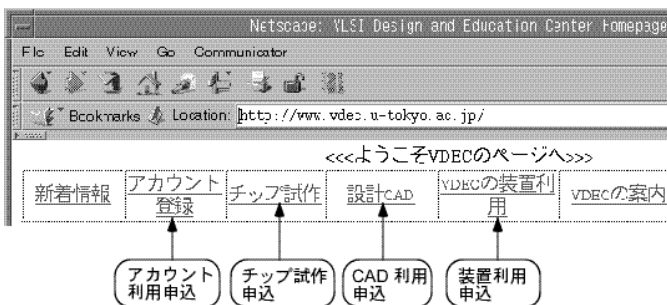 Netscape: VLSI Design and Education Center Homepage
File Edit View Go Communicator
Bookmarks Location: http://www.vdec.u-tokyo.ac.jp/
<<<ようこそVDECのページへ>>>
新着情報 アカウント登録 チップ試作 設計CAD VDECの装置利用 VDECの案内
アカウント利用申込 チップ試作申込 CAD 利用申込 装置利用申込